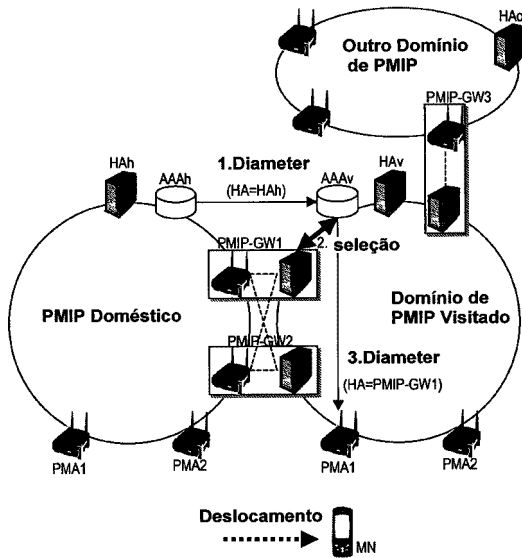 HAo
Outro Domínio
de PMIP
PMIP-GW3
HAh
AAAh
1.Diameter
(HA=HAh)
AAAv
HAv
PMIP-GW1
2. seleção
PMIP Doméstico
Domínio de
PMIP Visitado
PMIP-GW2
3.Diameter
(HA=PMIP-GW1)
PMA1
PMA2
PMA1
PMA2
Deslocamento
MN